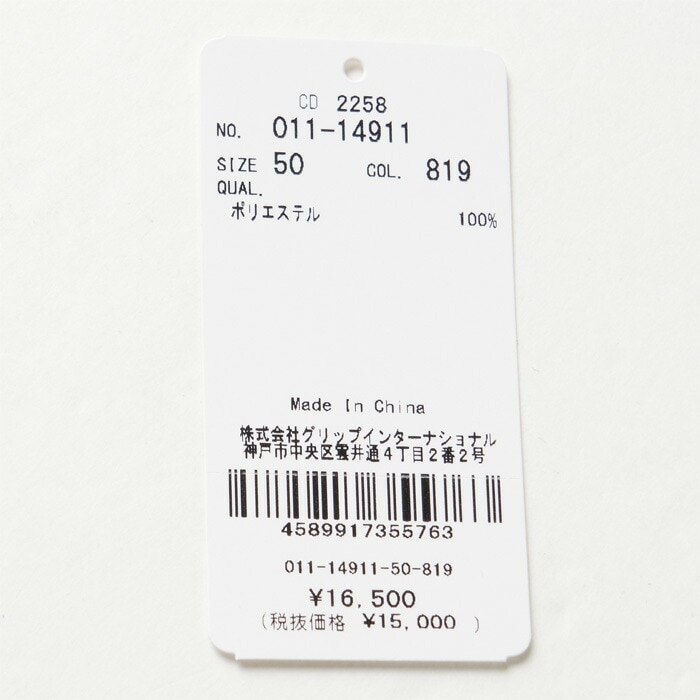 CD 2258
NO. 011-14911
SIZE 50 COL. 819
QUAL.
ポリエステル 100%
Made In China
株式会社グリップインターナショナル
神戸市中央区雲井通4丁目2番2号
4589917355763
011-14911-50-819
¥16,500
(税抜価格 ¥15,000 )